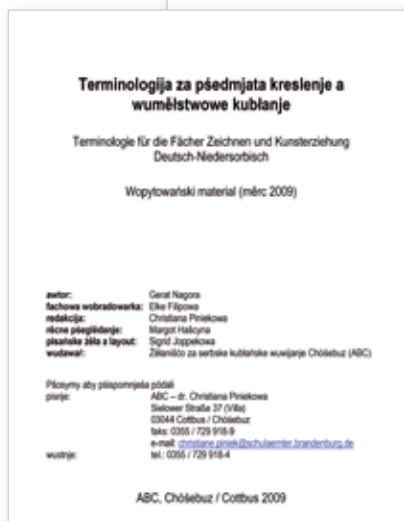 Terminologija za pśedmjata kreslenje a
wumělstwowe kubłanje
Terminologie für die Fächer Zeichnen und Kunsterziehung
Deutsch-Niedersorbisch
Wopytowański material (měrc 2009)
awtor: Gerat Nagora
fachowa wobradowarka: Elke Filipowa
redakcija: Christiana Piniekowa
rěcne pśeglědanje: Margot Hašcyna
pisańske źěła a layout: Sigrid Joppekowa
wudawaŕ: Źěłanišćo za serbske kubłańske wuwijanje Chóśebuz (ABC)
Pšosymy aby pśispomnjeśa pódali
pisnje: ABC – dr. Christiana Piniekowa
Sielower Straße 37 (Villa)
03044 Cottbus / Chóśebuz
faks: 0355 / 729 918-9
e-mail: christiane.piniek@schulaemter.brandenburg.de
wustnje: tel.: 0355 / 729 918-4
ABC, Chóśebuz / Cottbus 2009